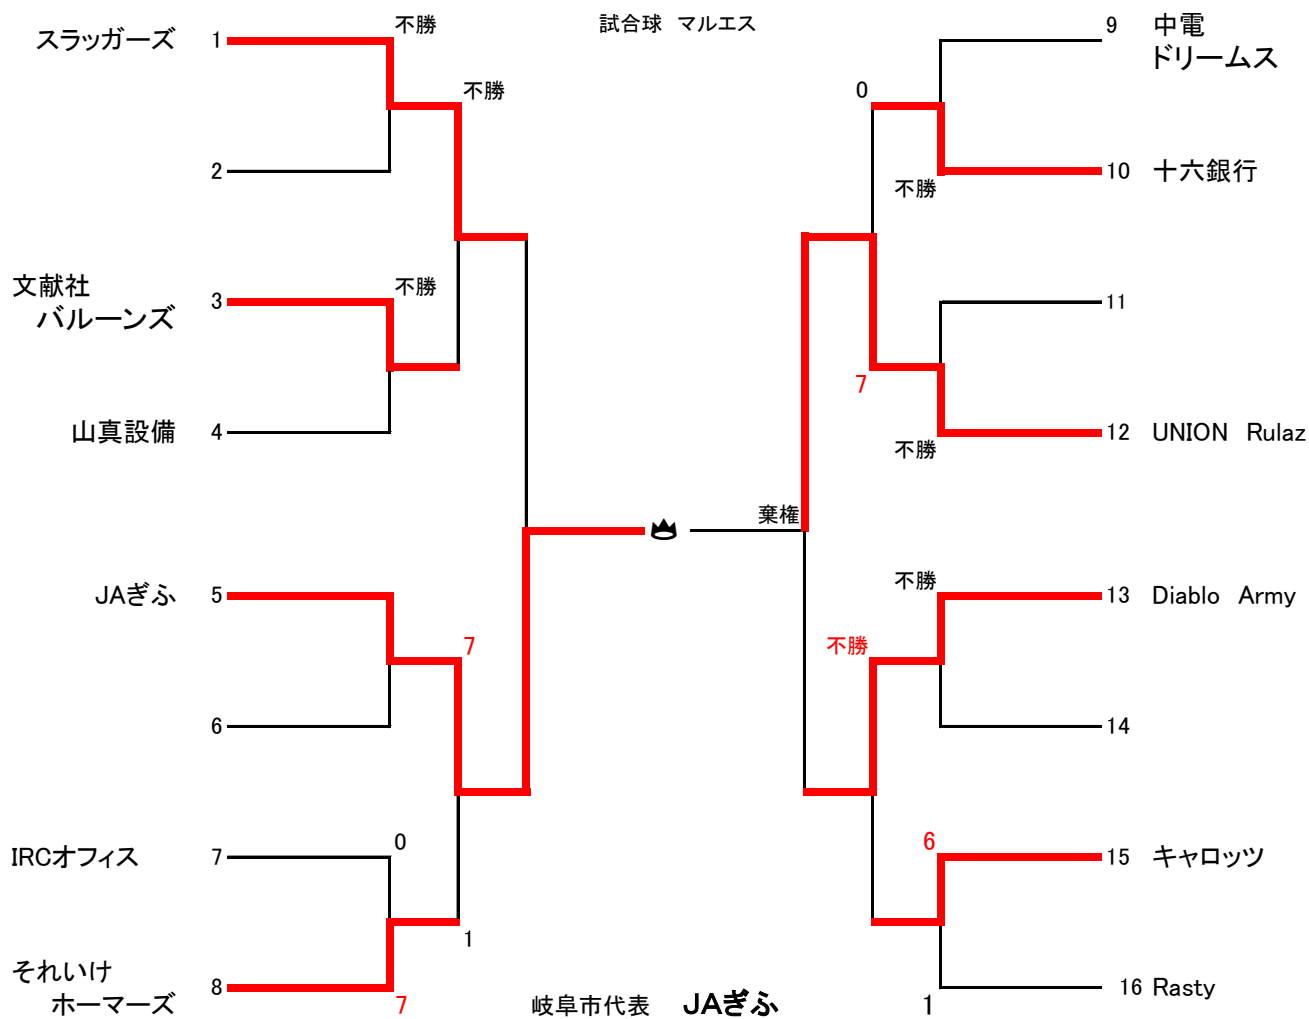 試合球 マルエス
スラッガーズ 1 不勝
不勝
2
文献社
バルーンズ 3 不勝
山真設備 4
JAぎふ 5
7
6
IRCオフィス 7 0
1
それいけ
ホーマーズ 8 7
9 中電
ドリームス
0
10 十六銀行
不勝
11
7
12 UNION Rulaz
不勝
棄権
不勝
13 Diablo Army
不勝
14
6
15 キャロッツ
16 Rasty
1
岐阜市代表 JAぎふ